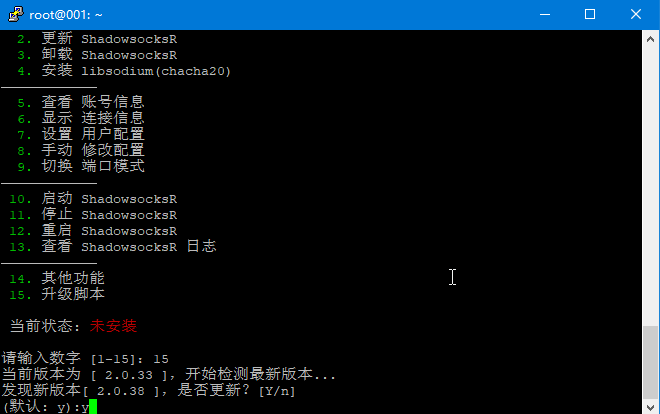 root@001: ~
2. 更新 ShadowsocksR
3. 卸载 ShadowsocksR
4. 安装 libsodium(chacha20)
5. 查看 账号信息
6. 显示 连接信息
7. 设置 用户配置
8. 手动 修改配置
9. 切换 端口模式
10. 启动 ShadowsocksR
11. 停止 ShadowsocksR
12. 重启 ShadowsocksR
13. 查看 ShadowsocksR 日志
14. 其他功能
15. 升级脚本
当前状态: 未安装
请输入数字 [1-15]: 15
当前版本为 [ 2.0.33 ]，开始检测最新版本...
发现新版本[ 2.0.38 ]，是否更新？[Y/n]
(默认: y):y